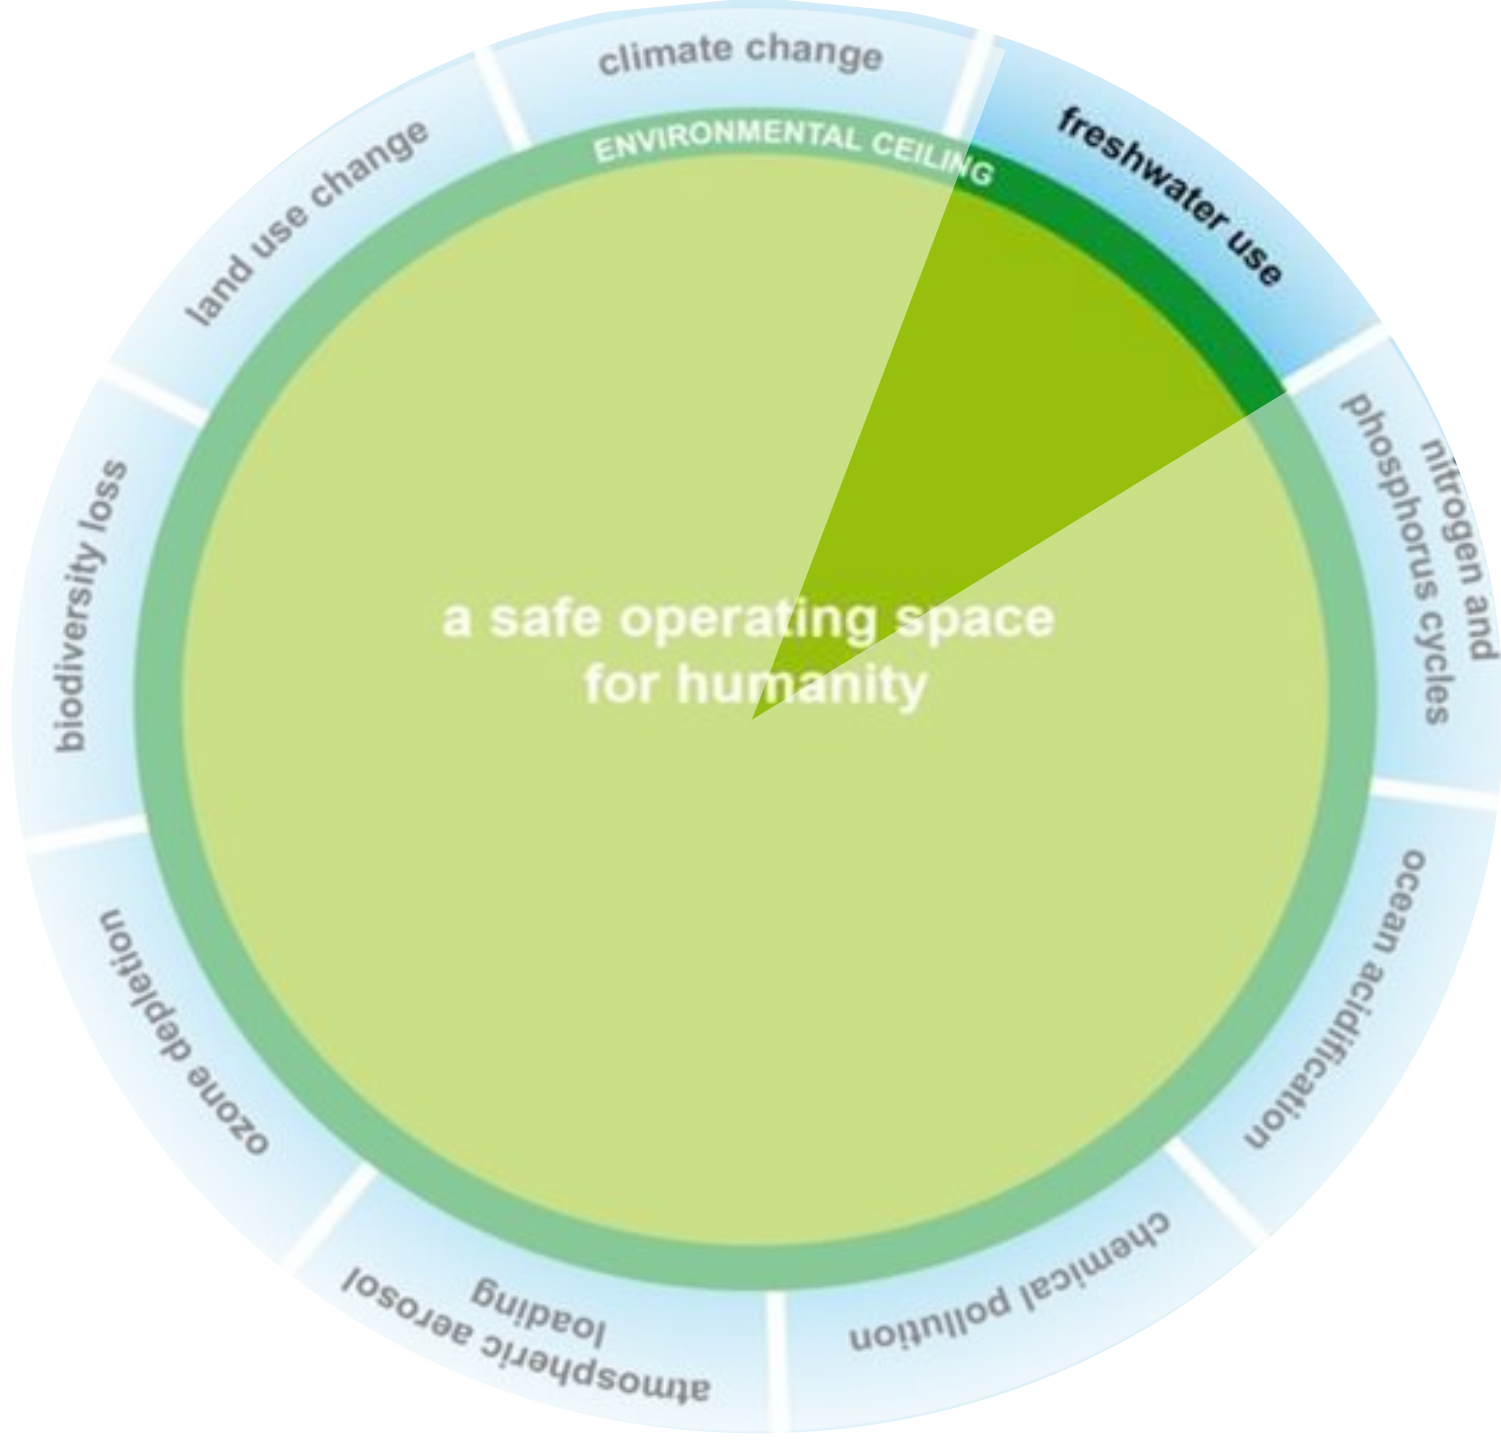 climate change
freshwater use
nitrogen and
phosphorus cycles
ocean acidification
chemical pollution
atmospheric aerosol
loading
ozone depletion
biodiversity loss
land use change
ENVIRONMENTAL CEILING
a safe operating space
for humanity